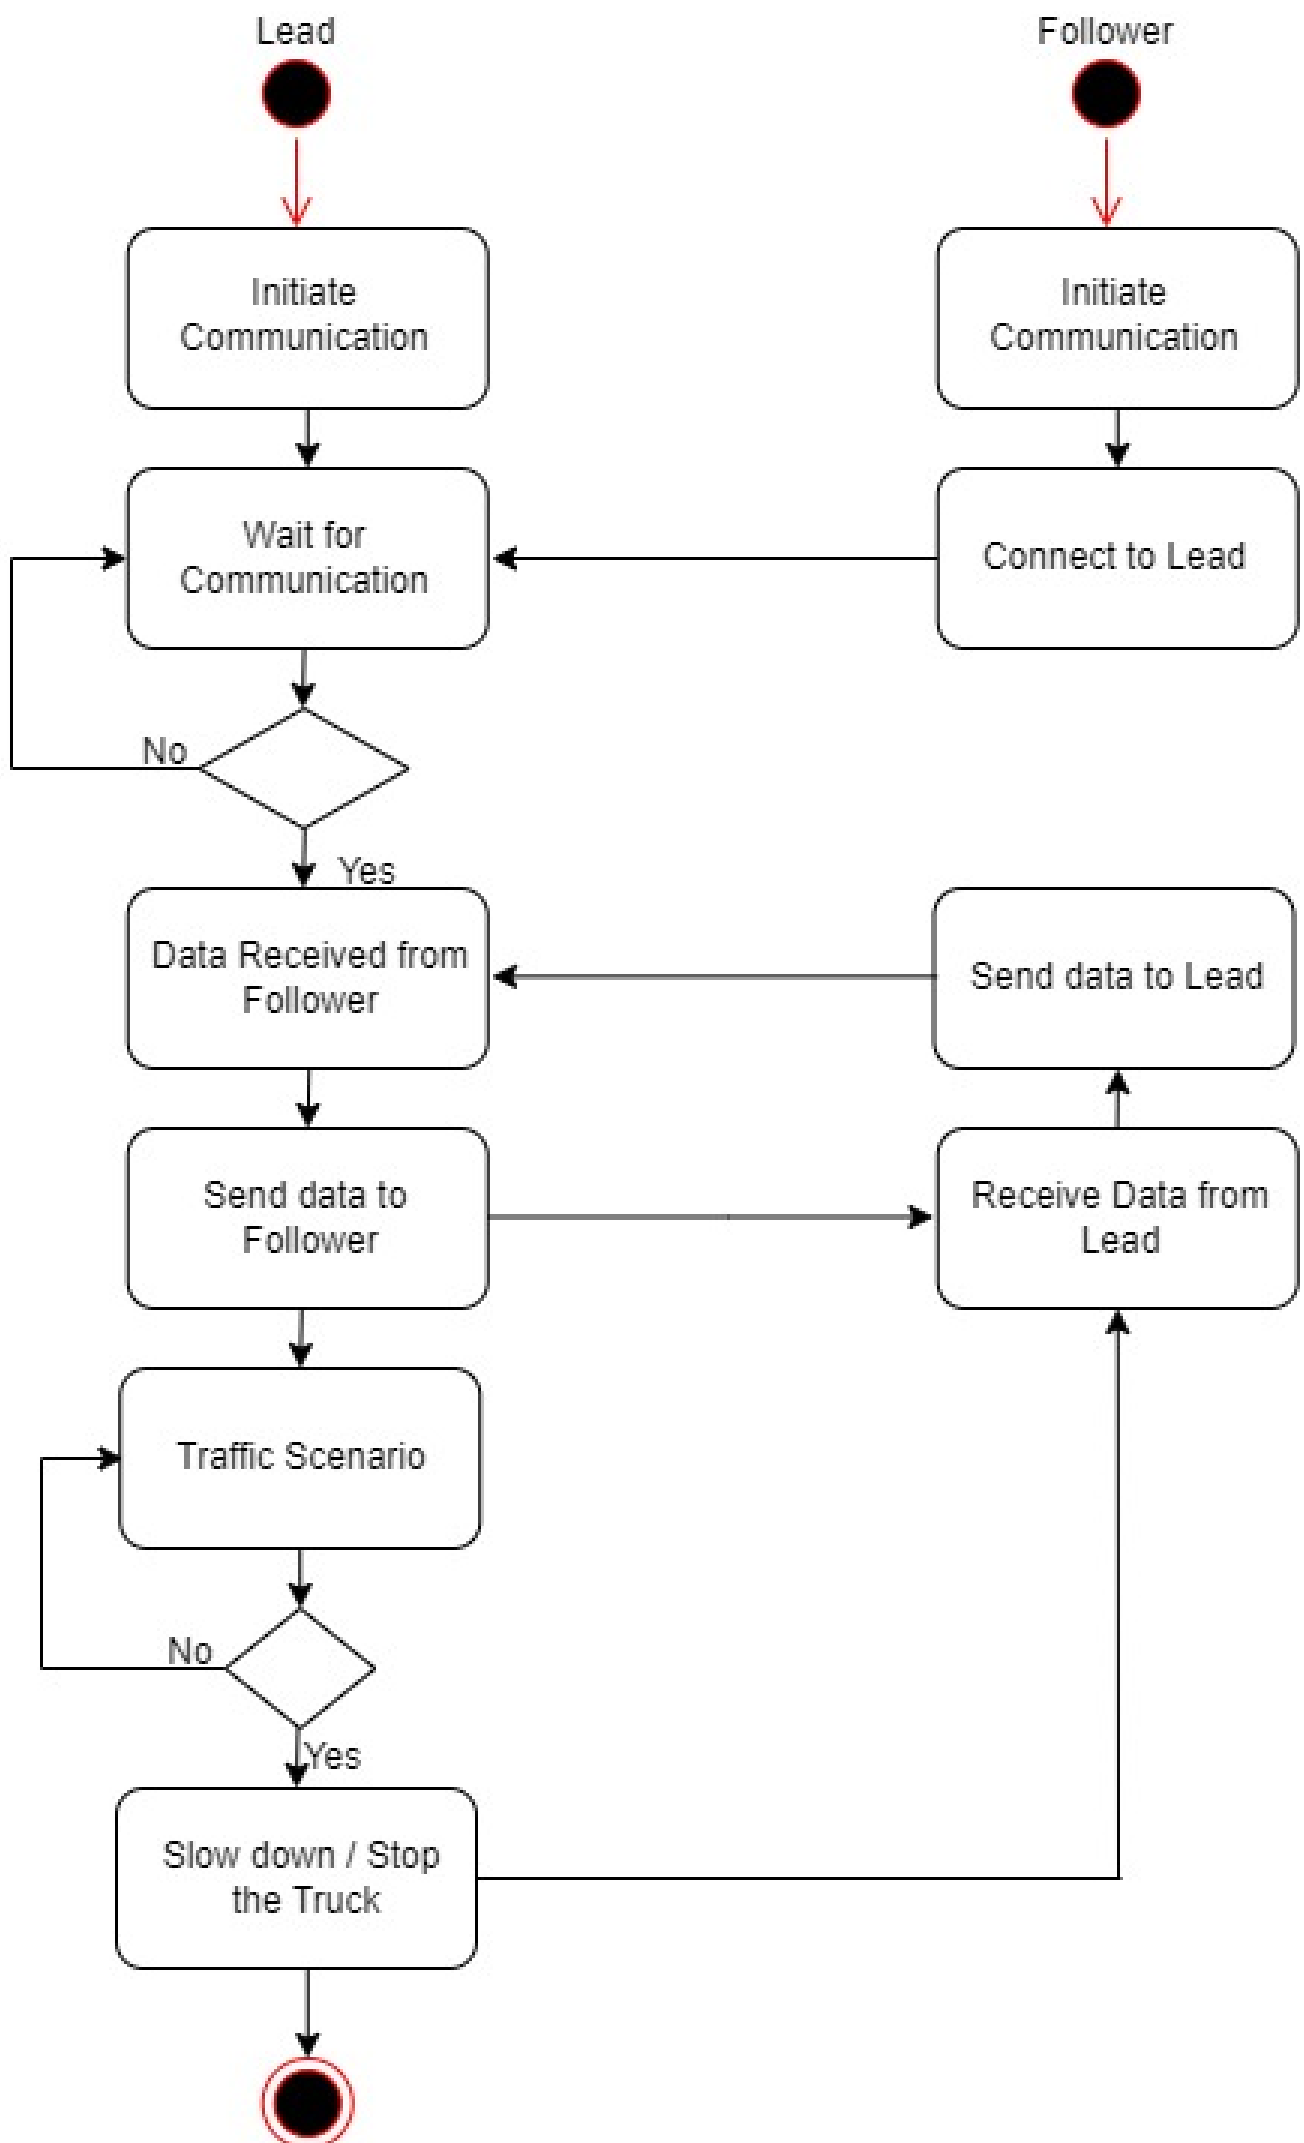 Lead
Follower
Initiate
Communication
Initiate
Communication
Wait for
Communication
Connect to Lead
No
Yes
Data Received from
Follower
Send data to Lead
Send data to
Follower
Receive Data from
Lead
Traffic Scenario
No
Yes
Slow down / Stop
the Truck